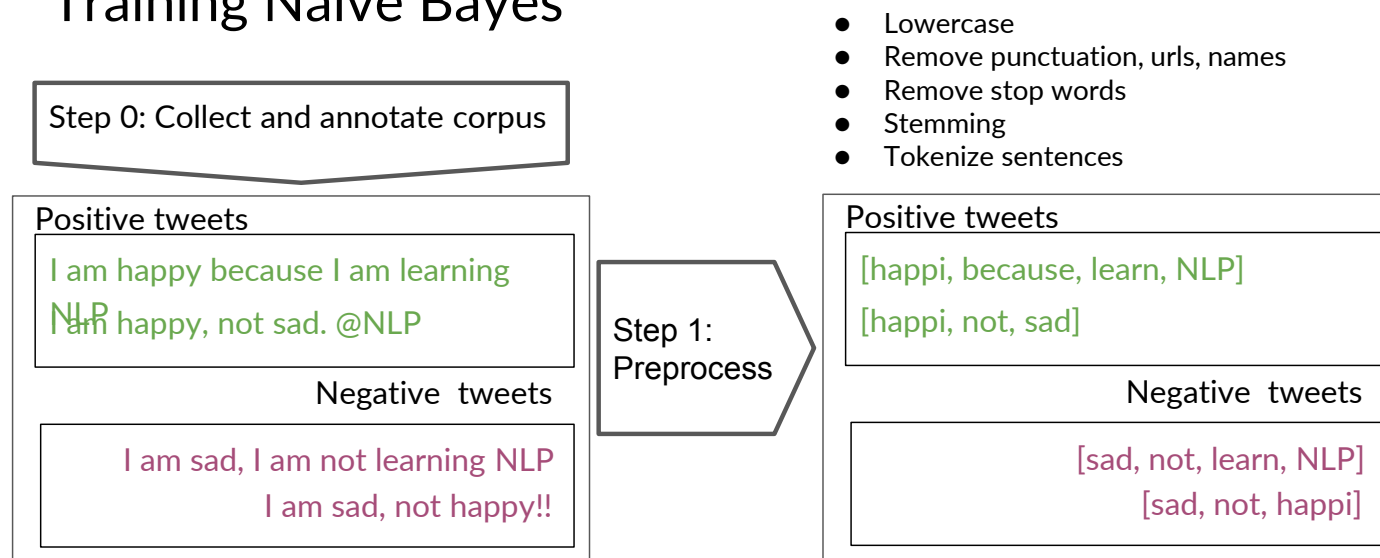 Training Naïve Bayes
Step 0: Collect and annotate corpus
Positive tweets
I am happy because I am learning
NLP
I am happy, not sad. @NLP
Negative tweets
I am sad, I am not learning NLP
I am sad, not happy!!
Step 1:
Preprocess
● Lowercase
● Remove punctuation, urls, names
● Remove stop words
● Stemming
● Tokenize sentences
Positive tweets
[happi, because, learn, NLP]
[happi, not, sad]
Negative tweets
[sad, not, learn, NLP]
[sad, not, happi]